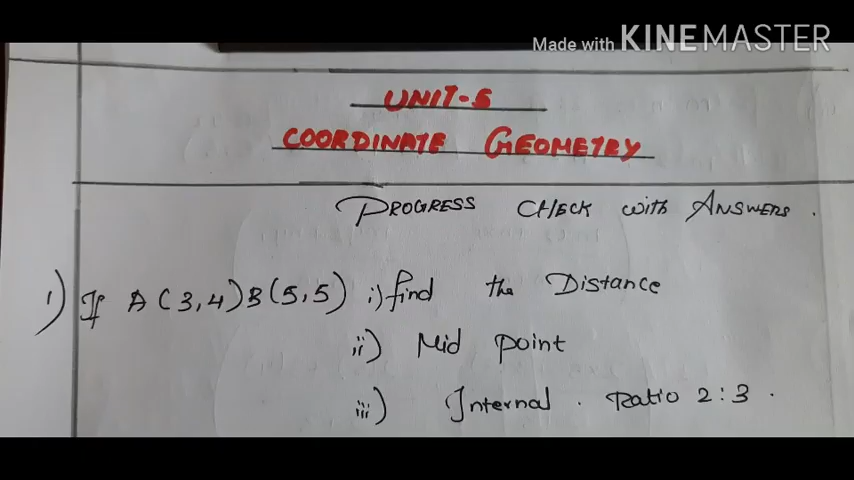 Made with KINEMASTER
UNIT-5
COORDINATE GEOMETRY
PROGRESS CHECK with ANSWERS.
1) If A(3,4) B(5,5) i) find the Distance
ii) Mid point
iii) Internal. Ratio 2:3.